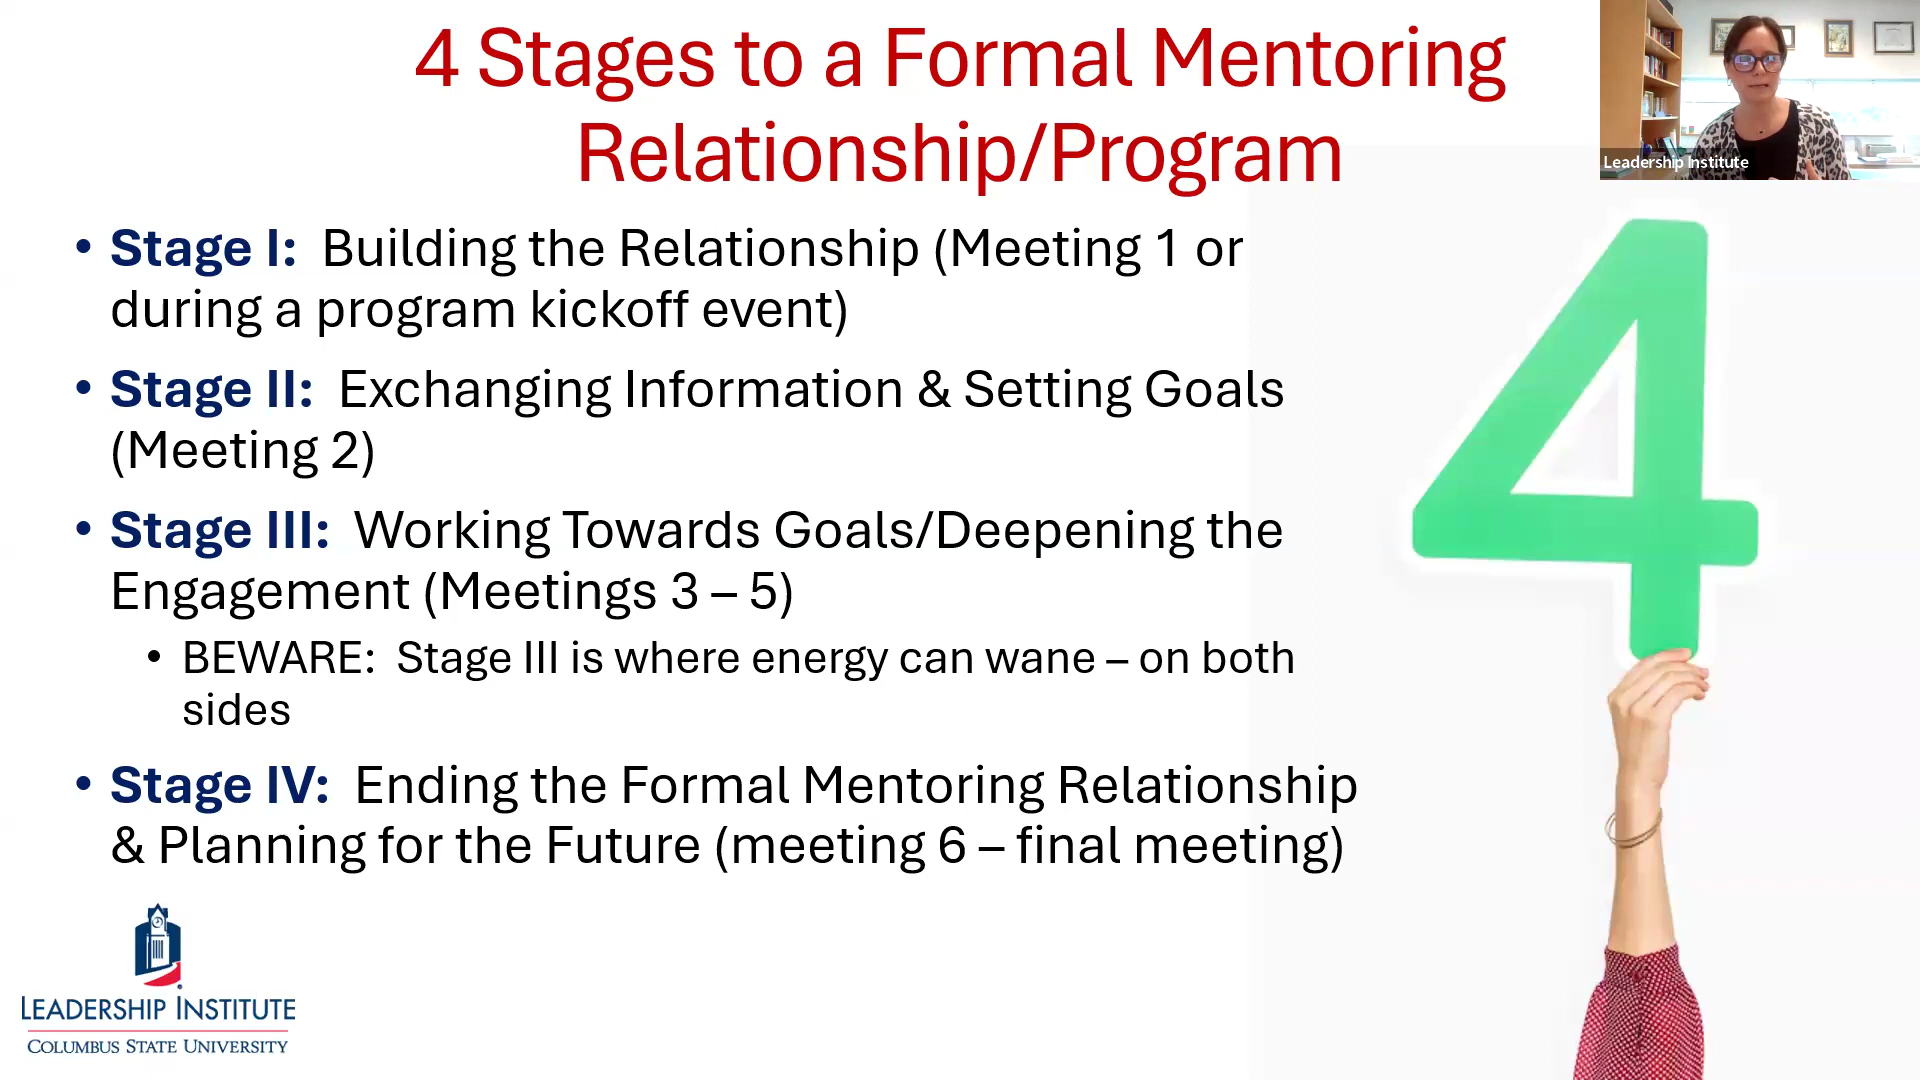 4 Stages to a Formal Mentoring
Relationship/Program
Leadership Institute
• Stage I: Building the Relationship (Meeting 1 or
during a program kickoff event)
• Stage II: Exchanging Information & Setting Goals
(Meeting 2)
• Stage III: Working Towards Goals/Deepening the
Engagement (Meetings 3 – 5)
• BEWARE: Stage III is where energy can wane – on both
sides
• Stage IV: Ending the Formal Mentoring Relationship
& Planning for the Future (meeting 6 – final meeting)
4
LEADERSHIP INSTITUTE
COLUMBUS STATE UNIVERSITY